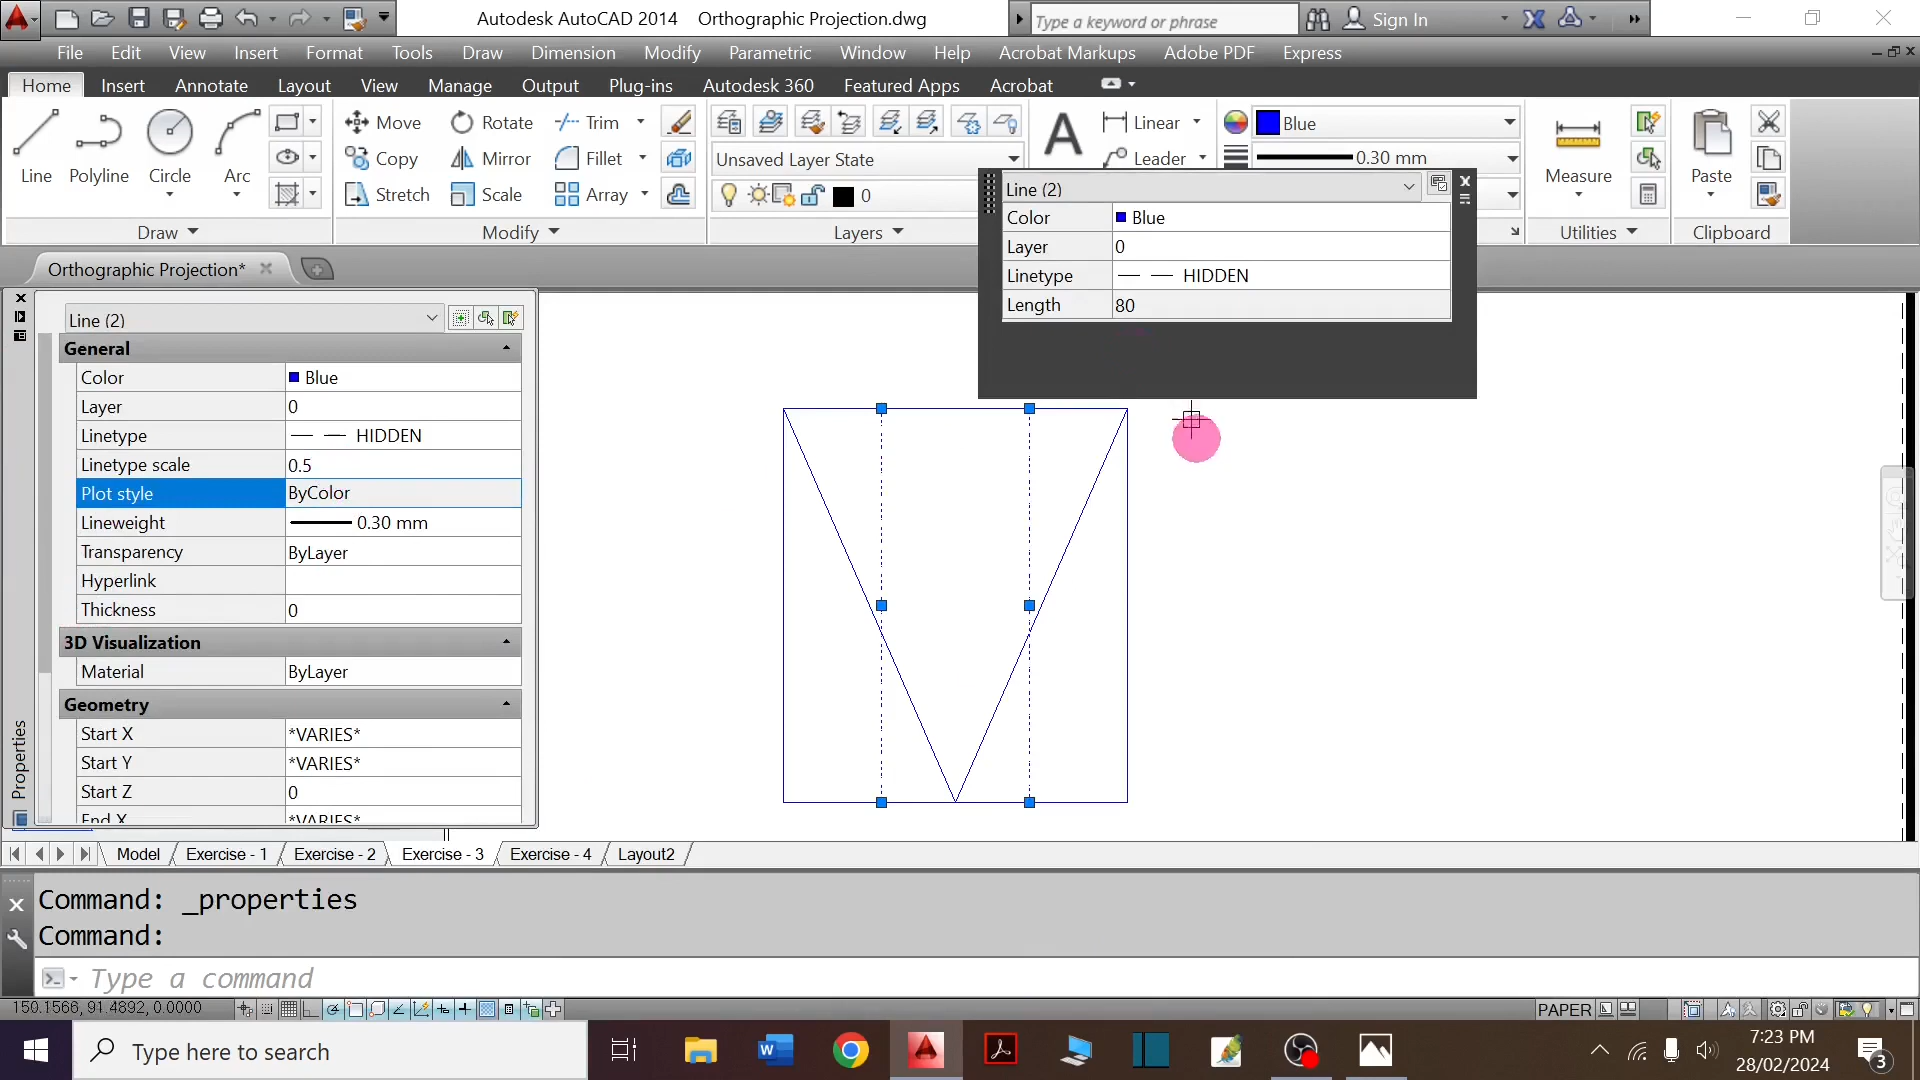 Autodesk AutoCAD 2014 Orthographic Projection.dwg
Type a keyword or phrase
Sign In
File Edit View Insert Format Tools Draw Dimension Modify Parametric Window Help Acrobat Markups Adobe PDF Express
Home Insert Annotate Layout View Manage Output Plug-ins Autodesk 360 Featured Apps Acrobat
Line Polyline Circle Arc
Draw
Move Rotate Trim
Copy Mirror Fillet
Stretch Scale Array
Modify
Unsaved Layer State
0
Layers
A
Linear
Leader
Blue
0.30 mm
Measure
Utilities
Paste
Clipboard
Line (2)
Color Blue
Layer 0
Linetype HIDDEN
Length 80
Orthographic Projection*
Line (2)
General
Color Blue
Layer 0
Linetype HIDDEN
Linetype scale 0.5
Plot style ByColor
Lineweight 0.30 mm
Transparency ByLayer
Hyperlink
Thickness 0
3D Visualization
Material ByLayer
Geometry
Start X *VARIES*
Start Y *VARIES*
Start Z 0
End X *VARIES*
Properties
Model Exercise - 1 Exercise - 2 Exercise - 3 Exercise - 4 Layout2
Command: _properties
Command:
Type a command
150.1566, 91.4892, 0.0000
PAPER
Type here to search
7:23 PM
28/02/2024
3